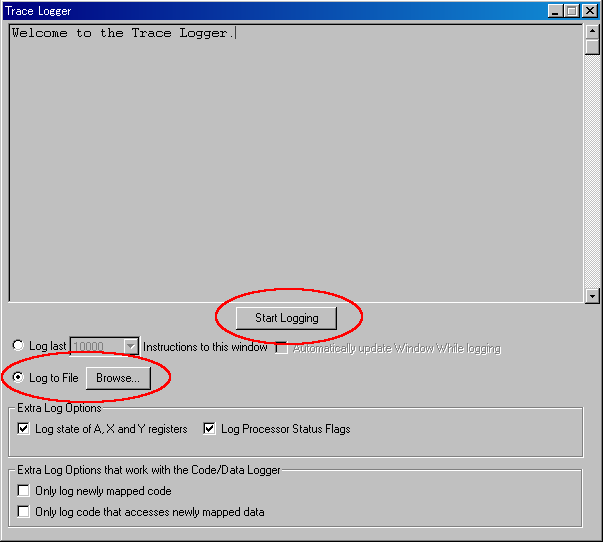 Trace Logger
Welcome to the Trace Logger.
Start Logging
Log last 10000 Instructions to this window Automatically update Window While logging
Log to File Browse...
Extra Log Options
Log state of A, X and Y registers Log Processor Status Flags
Extra Log Options that work with the Code/Data Logger
Only log newly mapped code
Only log code that accesses newly mapped data